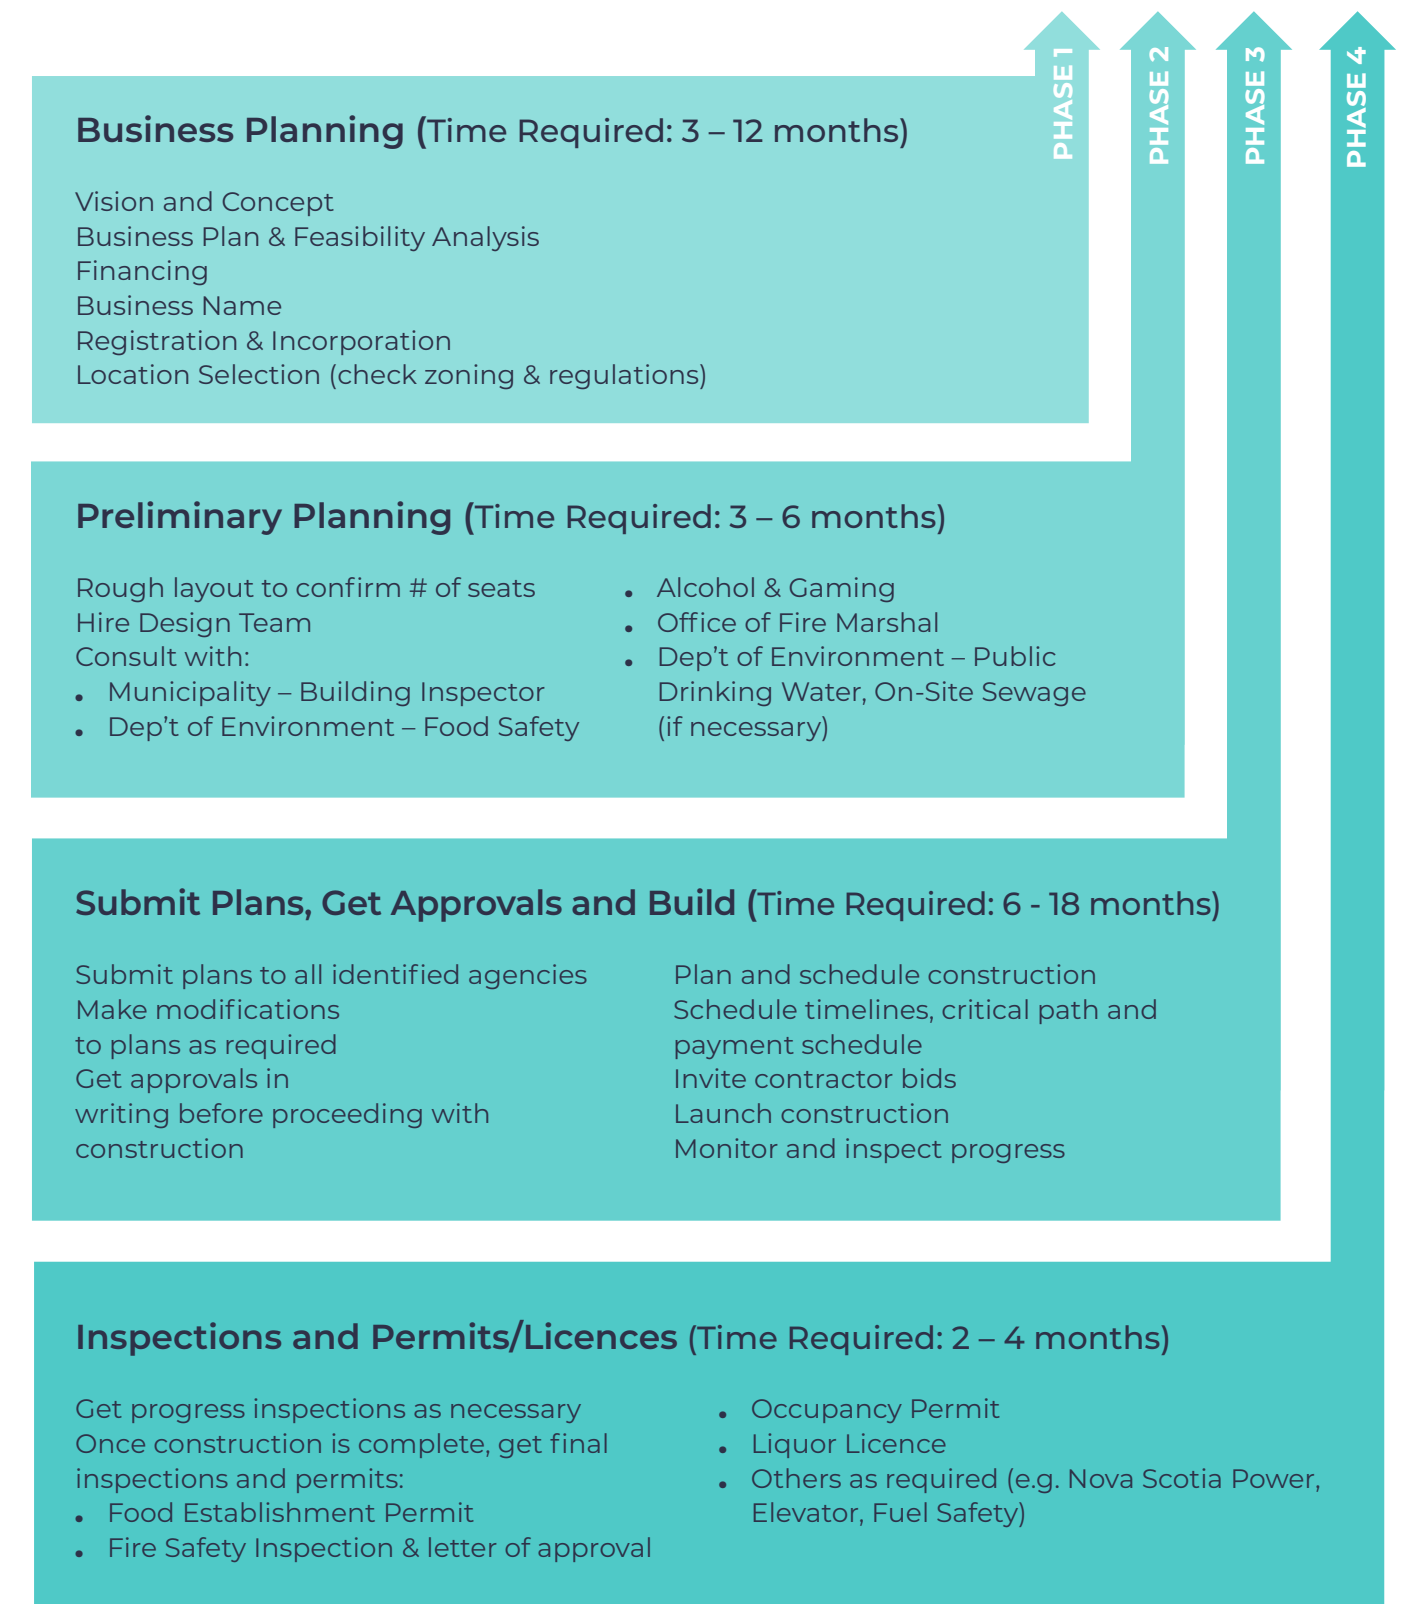 PHASE 1
PHASE 2
PHASE 3
PHASE 4
Business Planning (Time Required: 3 – 12 months)
Vision and Concept
Business Plan & Feasibility Analysis
Financing
Business Name
Registration & Incorporation
Location Selection (check zoning & regulations)
Preliminary Planning (Time Required: 3 – 6 months)
Rough layout to confirm # of seats
Hire Design Team
Consult with:
• Municipality – Building Inspector
• Dep’t of Environment – Food Safety
• Alcohol & Gaming
• Office of Fire Marshal
• Dep’t of Environment – Public
Drinking Water, On-Site Sewage
(if necessary)
Submit Plans, Get Approvals and Build (Time Required: 6 - 18 months)
Submit plans to all identified agencies
Make modifications
to plans as required
Get approvals in
writing before proceeding with
construction
Plan and schedule construction
Schedule timelines, critical path and
payment schedule
Invite contractor bids
Launch construction
Monitor and inspect progress
Inspections and Permits/Licences (Time Required: 2 – 4 months)
Get progress inspections as necessary
Once construction is complete, get final
inspections and permits:
• Food Establishment Permit
• Fire Safety Inspection & letter of approval
• Occupancy Permit
• Liquor Licence
• Others as required (e.g. Nova Scotia Power,
Elevator, Fuel Safety)